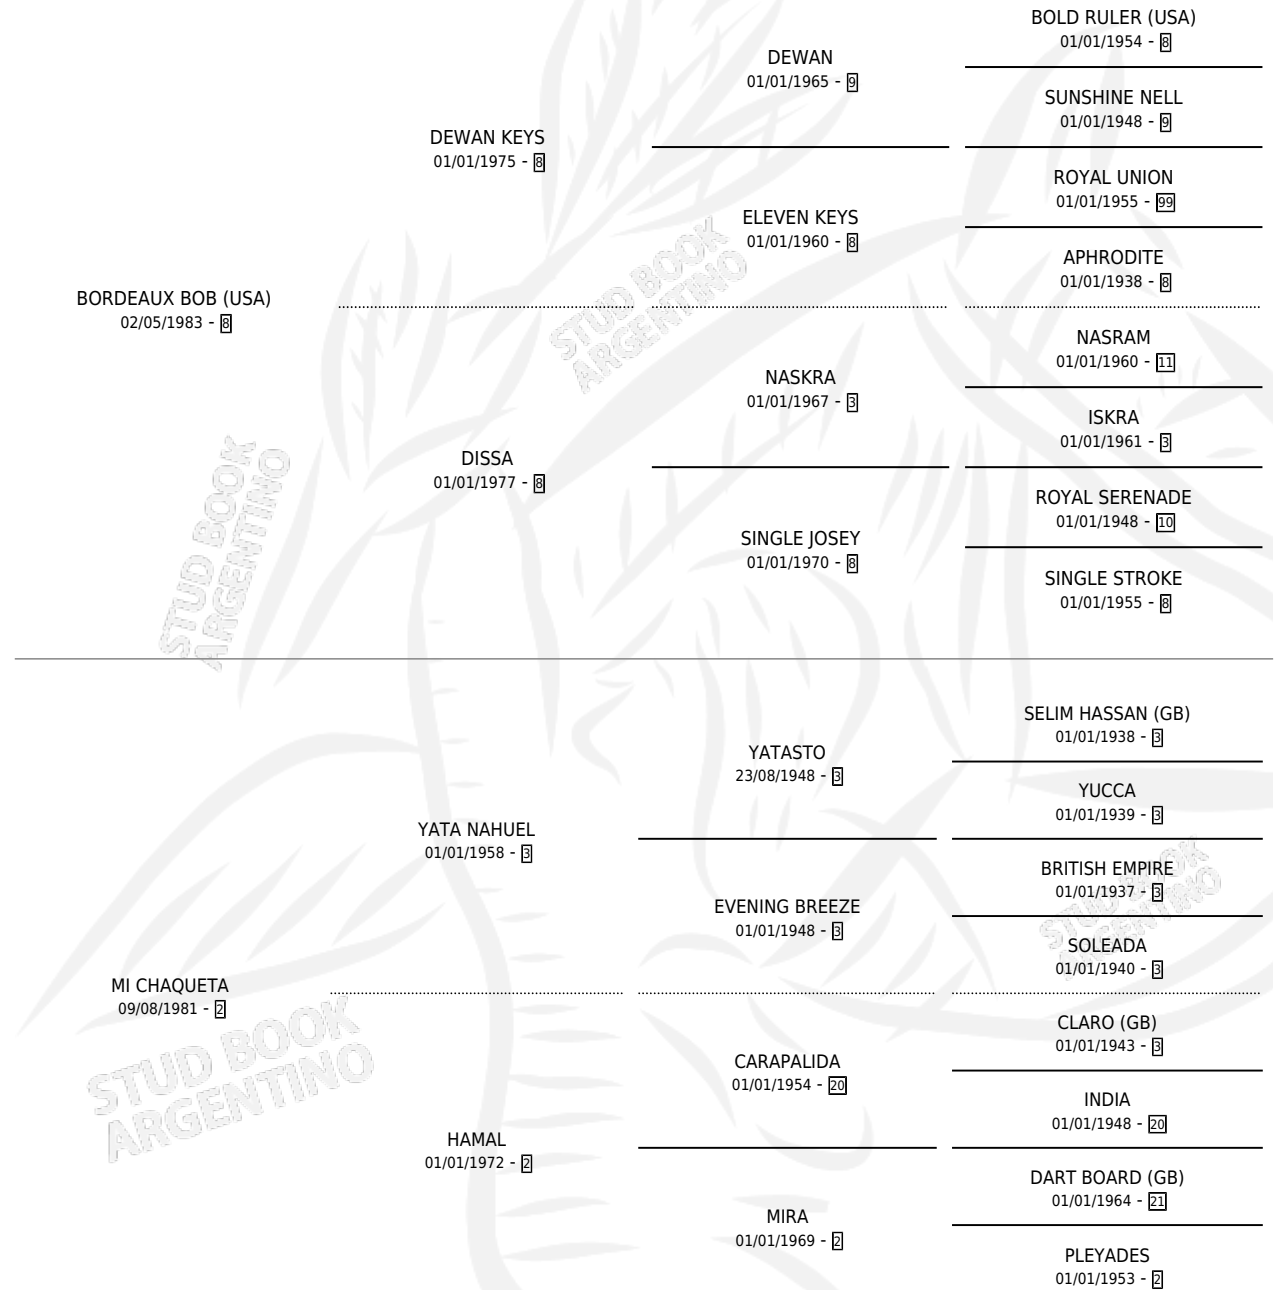 BOLD RULER (USA)
01/01/1954 - 8
DEWAN
01/01/1965 - 9
SUNSHINE NELL
01/01/1948 - 9
DEWAN KEYS
01/01/1975 - 8
ROYAL UNION
01/01/1955 - 99
ELEVEN KEYS
01/01/1960 - 8
APHRODITE
01/01/1938 - 8
BORDEAUX BOB (USA)
02/05/1983 - 8
STUD BOOK
ARGENTINO
NASRAM
01/01/1960 - 11
NASKRA
01/01/1967 - 3
ISKRA
01/01/1961 - 3
DISSA
01/01/1977 - 8
ROYAL SERENADE
01/01/1948 - 10
SINGLE JOSEY
01/01/1970 - 8
SINGLE STROKE
01/01/1955 - 8
STUD BOOK
ARGENTINO
SELIM HASSAN (GB)
01/01/1938 - 3
YATASTO
23/08/1948 - 3
YUCCA
01/01/1939 - 3
YATA NAHUEL
01/01/1958 - 3
BRITISH EMPIRE
01/01/1937 - 3
EVENING BREEZE
01/01/1948 - 3
STUD BOOK
ARGENTINO
SOLEADA
01/01/1940 - 3
MI CHAQUETA
09/08/1981 - 2
CLARO (GB)
01/01/1943 - 3
CARAPALIDA
01/01/1954 - 20
STUD BOOK
ARGENTINO
INDIA
01/01/1948 - 20
HAMAL
01/01/1972 - 2
DART BOARD (GB)
01/01/1964 - 21
MIRA
01/01/1969 - 2
PLEYADES
01/01/1953 - 2